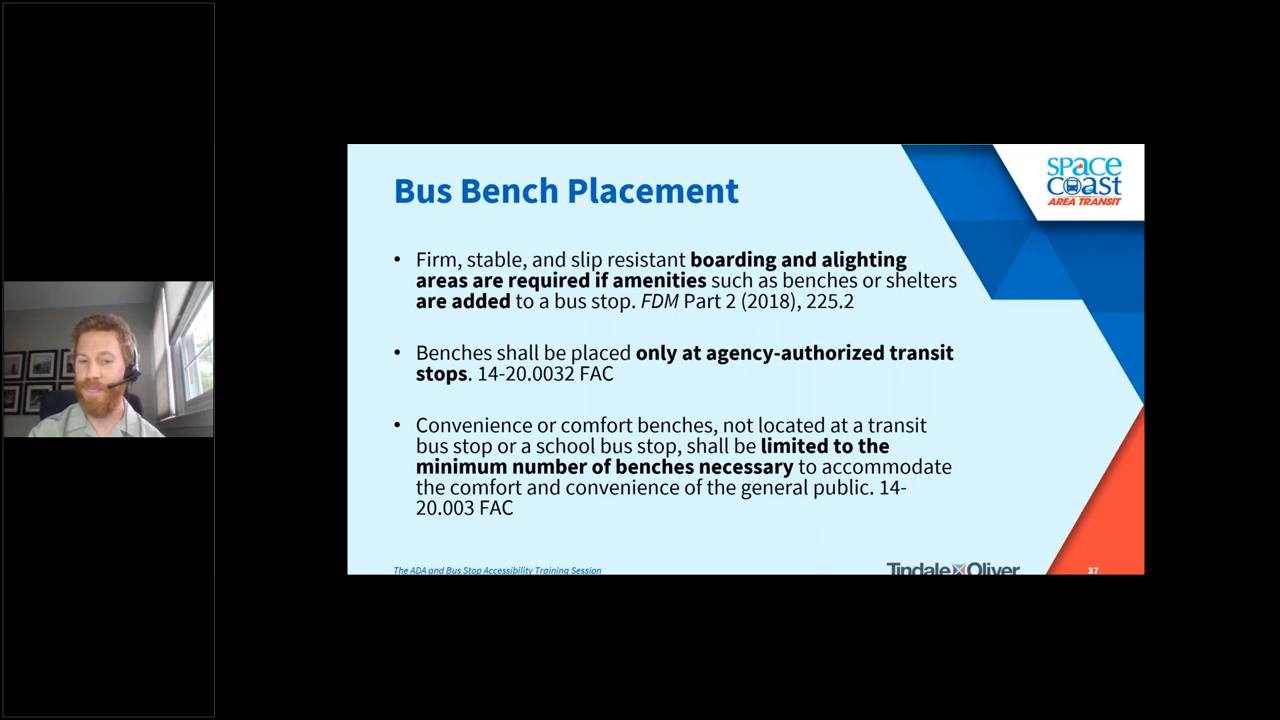 space
coast
AREA TRANSIT
Bus Bench Placement
• Firm, stable, and slip resistant boarding and alighting
areas are required if amenities such as benches or shelters
are added to a bus stop. FDM Part 2 (2018), 225.2
• Benches shall be placed only at agency-authorized transit
stops. 14-20.0032 FAC
• Convenience or comfort benches, not located at a transit
bus stop or a school bus stop, shall be limited to the
minimum number of benches necessary to accommodate
the comfort and convenience of the general public. 14-
20.003 FAC
The ADA and Bus Stop Accessibility Training Session
Tindale Oliver
37